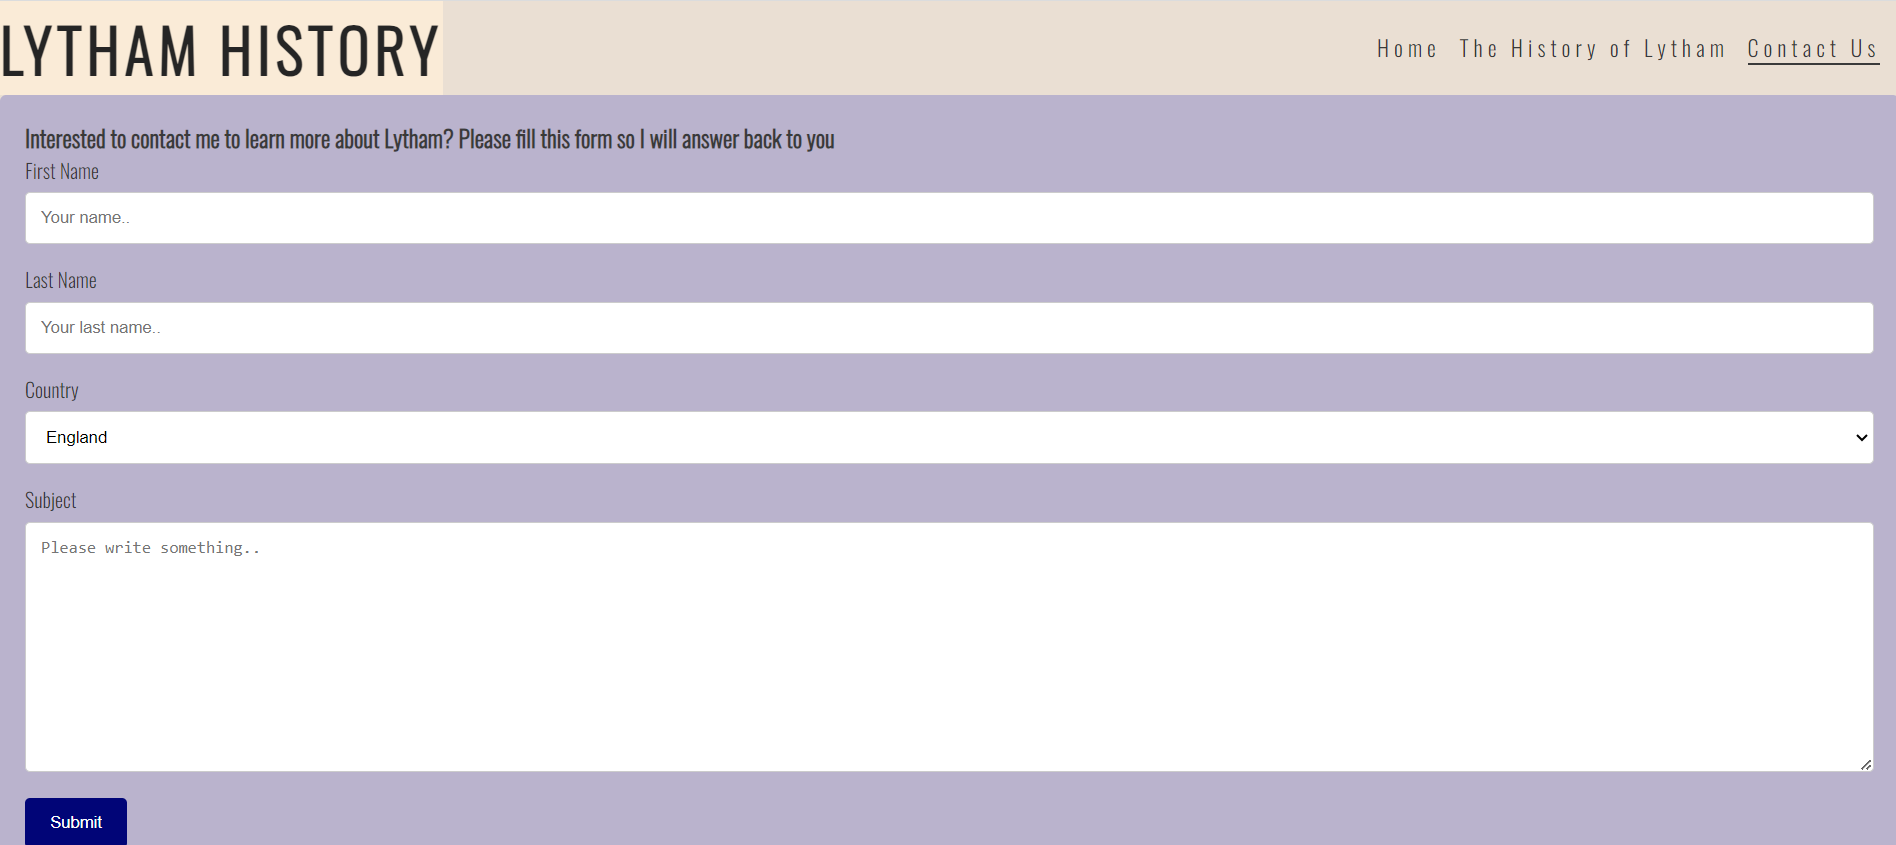 LYTHAM HISTORY
Home The History of Lytham Contact Us
Interested to contact me to learn more about Lytham? Please fill this form so I will answer back to you
First Name
Your name..
Last Name
Your last name..
Country
England
Subject
Please write something..
Submit